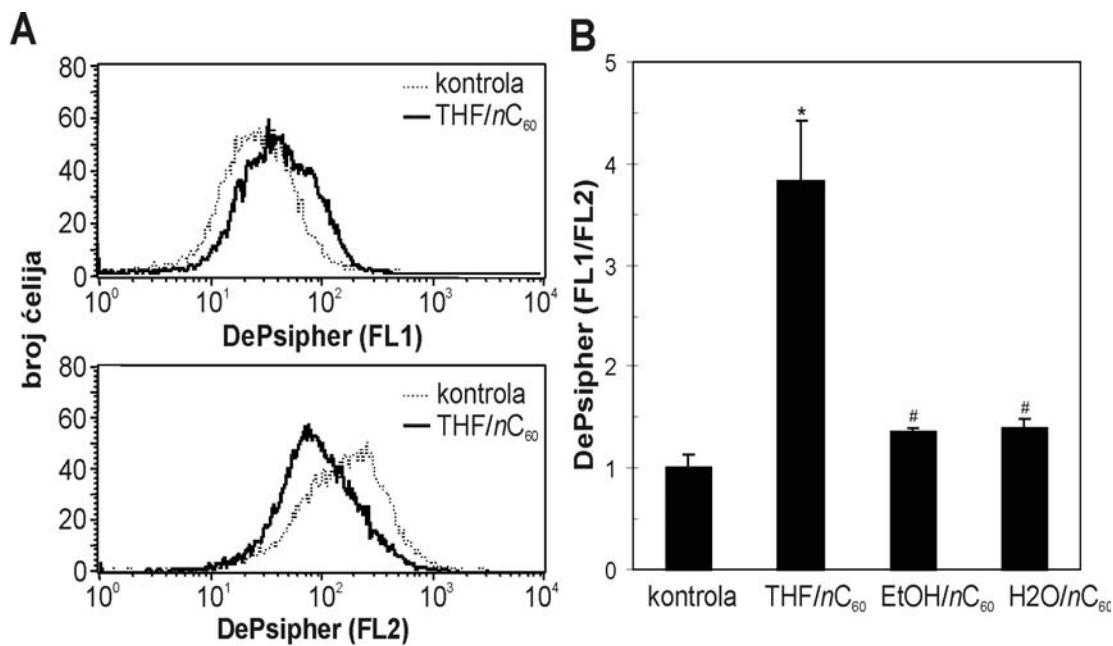 A
80
60
40
20
0
kontrola
THF/nC₆₀
10⁰ 10¹ 10² 10³ 10⁴
DePsipher (FL1)
broj ćelija
80
60
40
20
0
kontrola
THF/nC₆₀
10⁰ 10¹ 10² 10³ 10⁴
DePsipher (FL2)
B
DePsipher (FL1/FL2)
5
4
3
2
1
0
*
#
#
kontrola THF/nC₆₀ EtOH/nC₆₀ H2O/nC₆₀